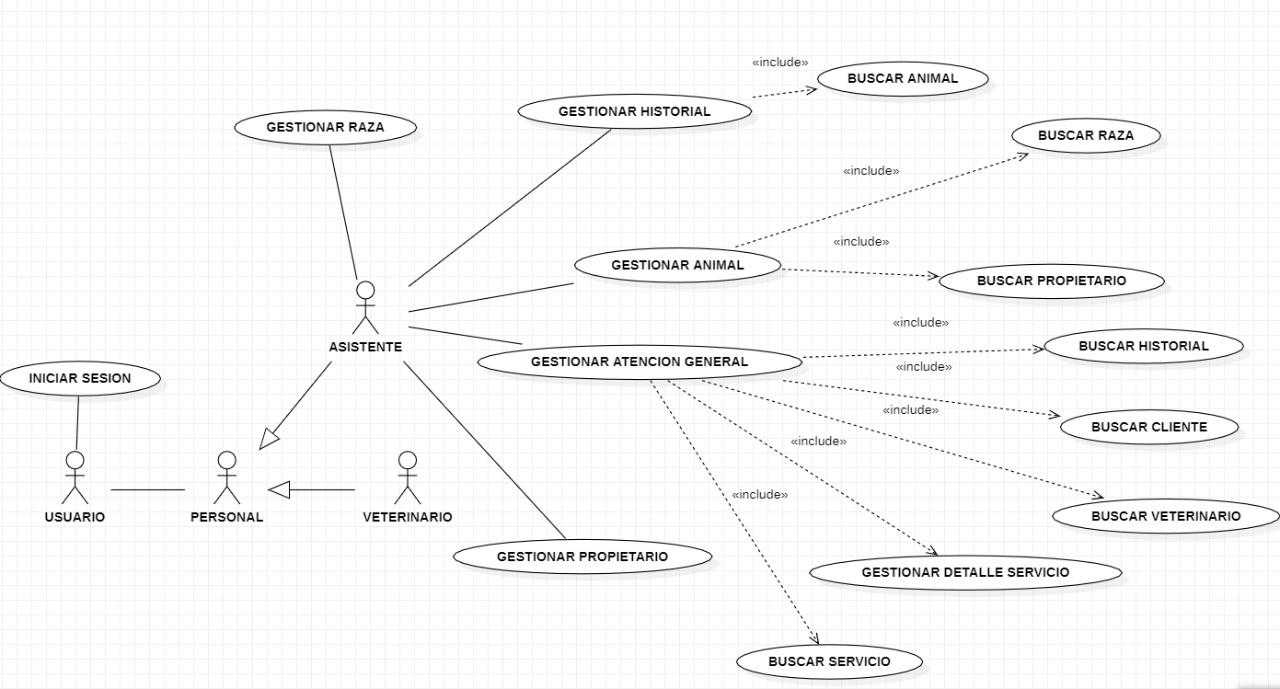 «include»
BUSCAR ANIMAL
GESTIONAR HISTORIAL
GESTIONAR RAZA
BUSCAR RAZA
«include»
«include»
GESTIONAR ANIMAL
BUSCAR PROPIETARIO
«include»
ASISTENTE
BUSCAR HISTORIAL
GESTIONAR ATENCION GENERAL
«include»
INICIAR SESION
«include»
BUSCAR CLIENTE
«include»
«include»
USUARIO
PERSONAL
VETERINARIO
BUSCAR VETERINARIO
GESTIONAR PROPIETARIO
GESTIONAR DETALLE SERVICIO
BUSCAR SERVICIO